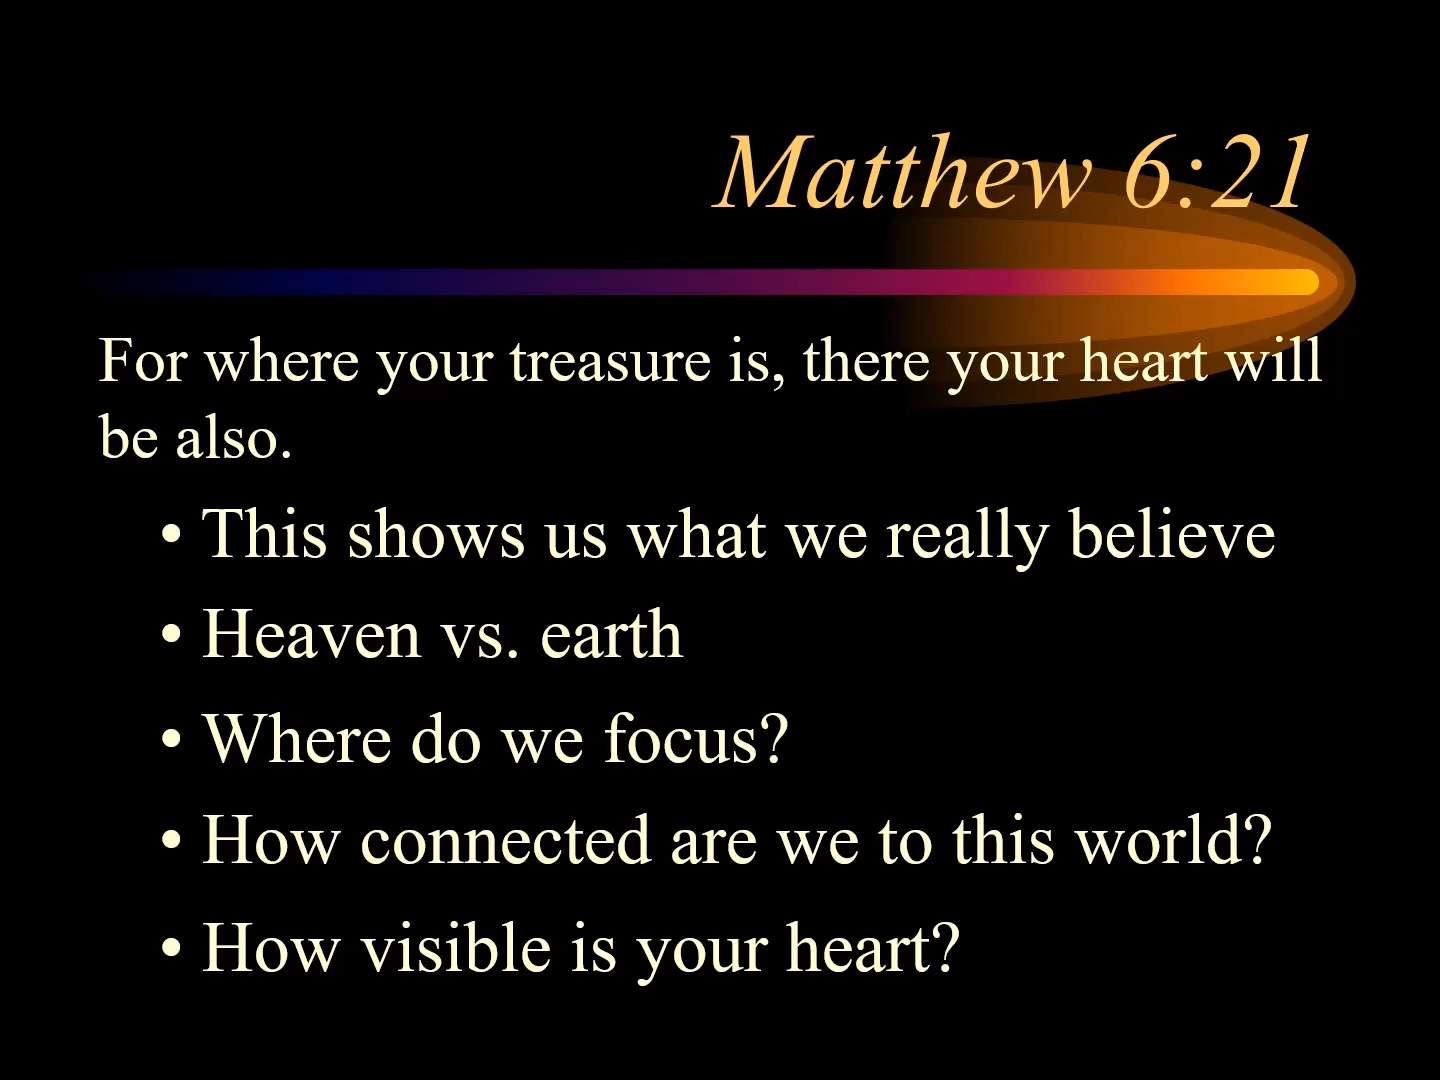 Matthew 6:21
For where your treasure is, there your heart will
be also.
• This shows us what we really believe
• Heaven vs. earth
• Where do we focus?
• How connected are we to this world?
• How visible is your heart?